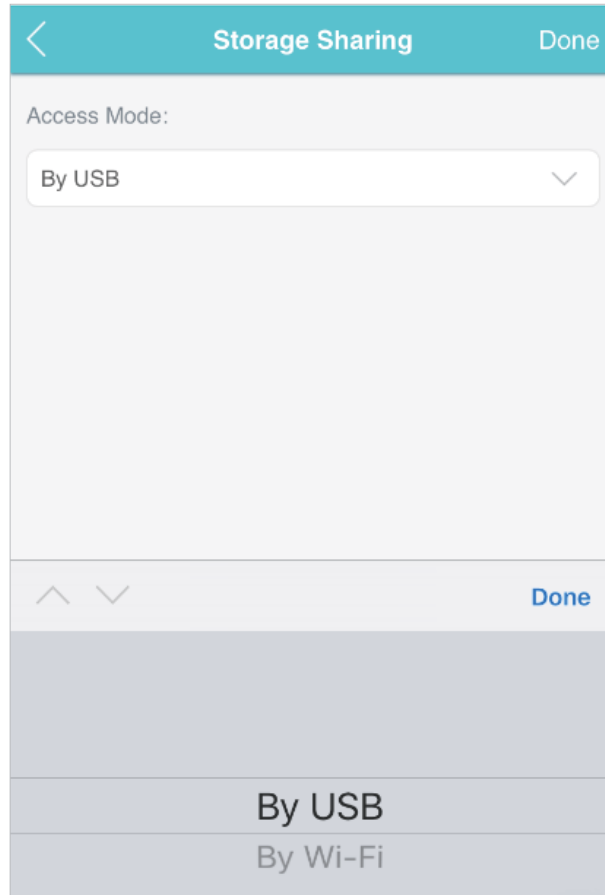 Storage Sharing Done
Access Mode:
By USB
Done
By USB
By Wi-Fi